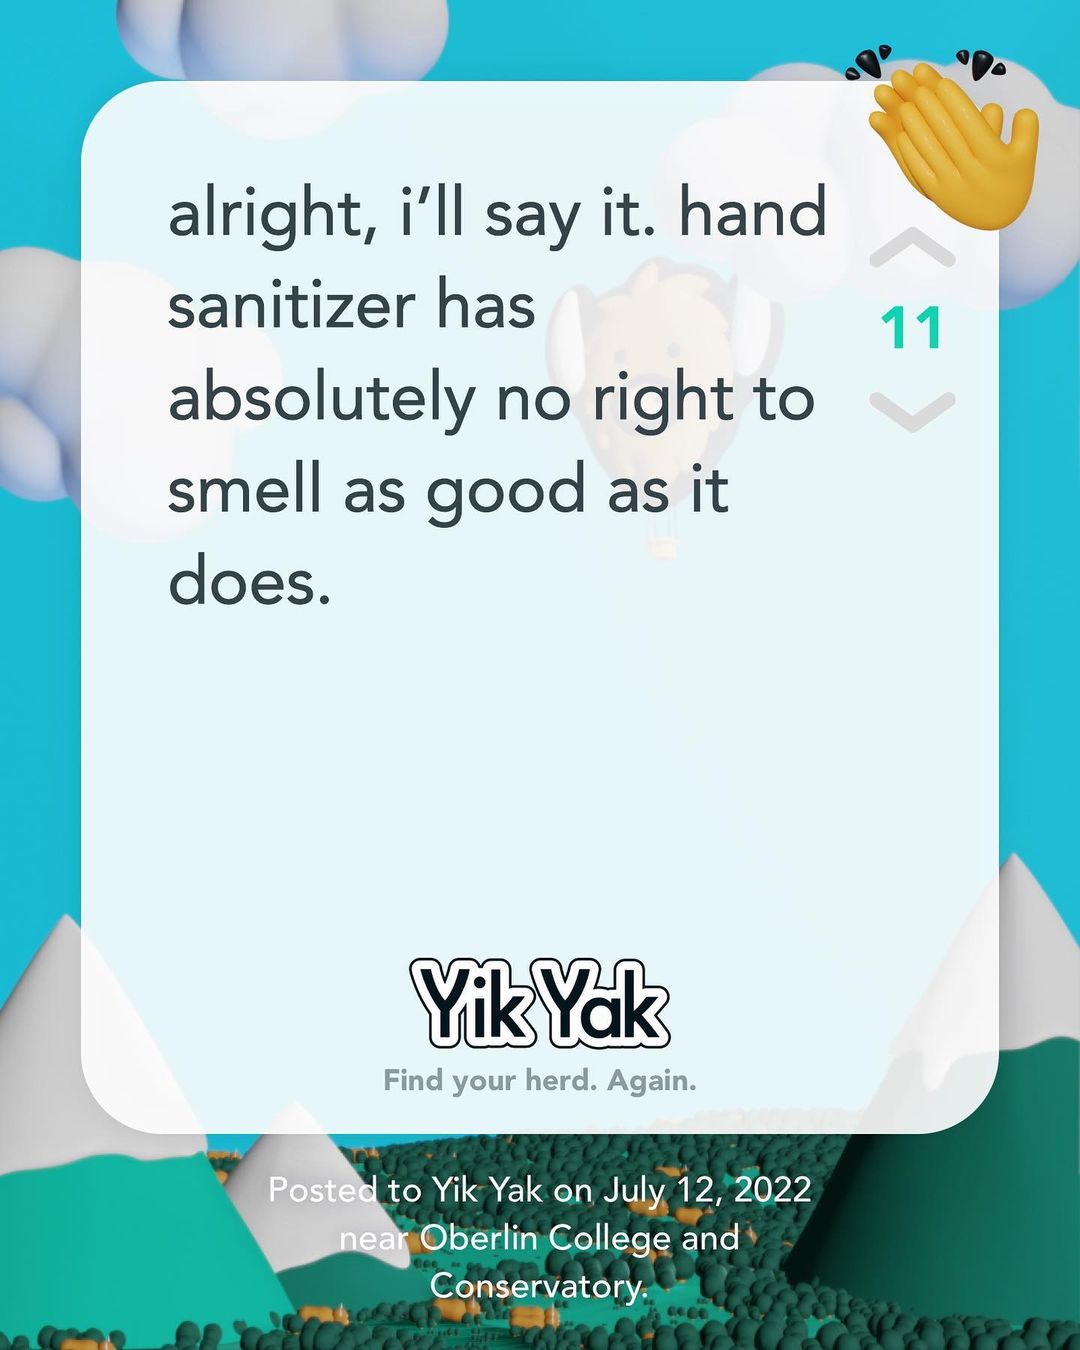 alright, i’ll say it. hand
sanitizer has
absolutely no right to
smell as good as it
does.
11
Yik Yak
Find your herd. Again.
Posted to Yik Yak on July 12, 2022
near Oberlin College and
Conservatory.